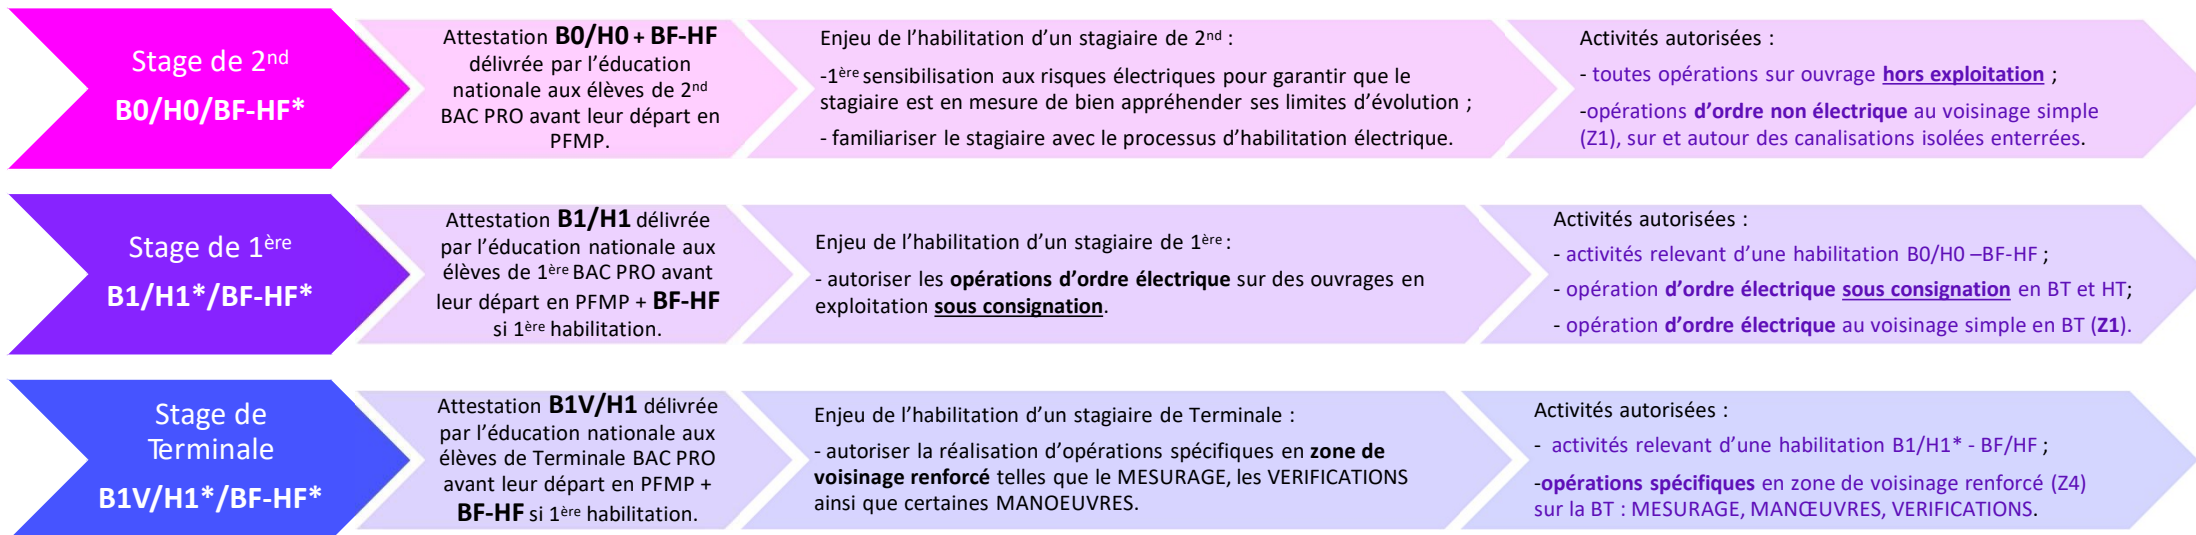 Stage de 2nd
B0/H0/BF-HF*
Attestation B0/H0 + BF-HF
délivrée par l'éducation
nationale aux élèves de 2nd
BAC PRO avant leur départ en
PFMP.
Enjeu de l'habilitation d'un stagiaire de 2nd :
-1ère sensibilisation aux risques électriques pour garantir que le
stagiaire est en mesure de bien appréhender ses limites d'évolution ;
- familiariser le stagiaire avec le processus d'habilitation électrique.
Activités autorisées :
- toutes opérations sur ouvrage hors exploitation ;
-opérations d'ordre non électrique au voisinage simple
(Z1), sur et autour des canalisations isolées enterrées.
Stage de 1ère
B1/H1*/BF-HF*
Attestation B1/H1 délivrée
par l'éducation nationale aux
élèves de 1ère BAC PRO avant
leur départ en PFMP + BF-HF
si 1ère habilitation.
Enjeu de l'habilitation d'un stagiaire de 1ère :
- autoriser les opérations d'ordre électrique sur des ouvrages en
exploitation sous consignation.
Activités autorisées :
- activités relevant d'une habilitation B0/H0 –BF-HF ;
- opération d'ordre électrique sous consignation en BT et HT;
- opération d'ordre électrique au voisinage simple en BT (Z1).
Stage de
Terminale
B1V/H1*/BF-HF*
Attestation B1V/H1 délivrée
par l'éducation nationale aux
élèves de Terminale BAC PRO
avant leur départ en PFMP +
BF-HF si 1ère habilitation.
Enjeu de l'habilitation d'un stagiaire de Terminale :
- autoriser la réalisation d'opérations spécifiques en zone de
voisinage renforcé telles que le MESURAGE, les VERIFICATIONS
ainsi que certaines MANOEUVRES.
Activités autorisées :
- activités relevant d'une habilitation B1/H1* - BF/HF ;
-opérations spécifiques en zone de voisinage renforcé (Z4)
sur la BT : MESURAGE, MANŒUVRES, VERIFICATIONS.